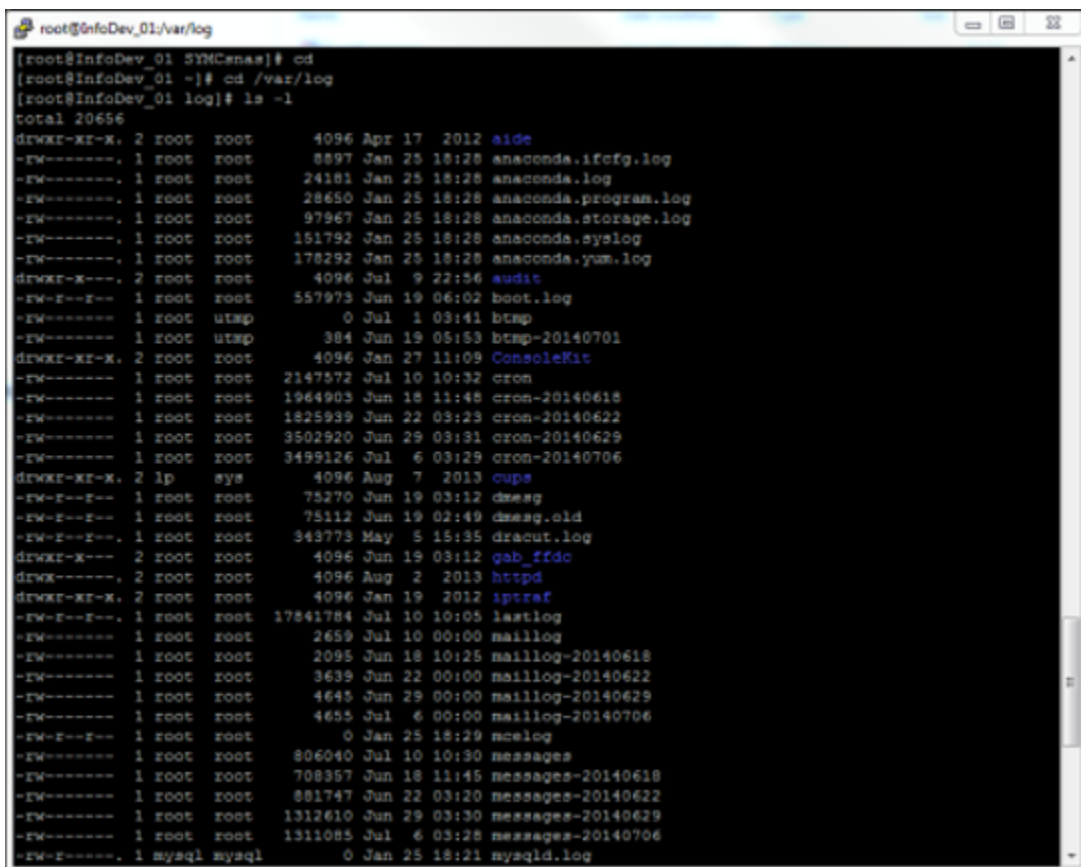 root@InfoDev_01:/var/log
[root@InfoDev_01 SYMCsnas]# cd
[root@InfoDev_01 ~]# cd /var/log
[root@InfoDev_01 log]# ls -l
total 20656
drwxr-xr-x. 2 root  root      4096 Apr 17  2012 aide
-rw-------. 1 root  root      8897 Jan 25 18:28 anaconda.ifcfg.log
-rw-------. 1 root  root     24181 Jan 25 18:28 anaconda.log
-rw-------. 1 root  root     28650 Jan 25 18:28 anaconda.program.log
-rw-------. 1 root  root     97967 Jan 25 18:28 anaconda.storage.log
-rw-------. 1 root  root    151792 Jan 25 18:28 anaconda.syslog
-rw-------. 1 root  root    178292 Jan 25 18:28 anaconda.yum.log
drwxr-x---. 2 root  root      4096 Jul  9 22:56 audit
-rw-r--r--  1 root  root    557973 Jun 19 06:02 boot.log
-rw-------  1 root  utmp         0 Jul  1 03:41 btmp
-rw-------  1 root  utmp       384 Jun 19 05:53 btmp-20140701
drwxr-xr-x. 2 root  root      4096 Jan 27 11:09 ConsoleKit
-rw-------  1 root  root   2147572 Jul 10 10:32 cron
-rw-------  1 root  root   1964903 Jun 18 11:48 cron-20140618
-rw-------  1 root  root   1825939 Jun 22 03:23 cron-20140622
-rw-------  1 root  root   3502920 Jun 29 03:31 cron-20140629
-rw-------  1 root  root   3499126 Jul  6 03:29 cron-20140706
drwxr-xr-x. 2 lp    sys       4096 Aug  7  2013 cups
-rw-r--r--  1 root  root     75270 Jun 19 03:12 dmesg
-rw-r--r--  1 root  root     75112 Jun 19 02:49 dmesg.old
-rw-r--r--. 1 root  root    343773 May  5 15:35 dracut.log
drwxr-x---  2 root  root      4096 Jun 19 03:12 gab_ffdc
drwx------. 2 root  root      4096 Aug  2  2013 httpd
drwxr-xr-x. 2 root  root      4096 Jan 19  2012 iptraf
-rw-r--r--. 1 root  root  17841784 Jul 10 10:05 lastlog
-rw-------  1 root  root      2659 Jul 10 00:00 maillog
-rw-------  1 root  root      2095 Jun 18 10:25 maillog-20140618
-rw-------  1 root  root      3639 Jun 22 00:00 maillog-20140622
-rw-------  1 root  root      4645 Jun 29 00:00 maillog-20140629
-rw-------  1 root  root      4655 Jul  6 00:00 maillog-20140706
-rw-r--r--  1 root  root         0 Jan 25 18:29 mcelog
-rw-------  1 root  root    806040 Jul 10 10:30 messages
-rw-------  1 root  root    708357 Jun 18 11:45 messages-20140618
-rw-------  1 root  root    881747 Jun 22 03:20 messages-20140622
-rw-------  1 root  root   1312610 Jun 29 03:30 messages-20140629
-rw-------  1 root  root   1311085 Jul  6 03:28 messages-20140706
-rw-r-----. 1 mysql mysql        0 Jan 25 18:21 mysqld.log